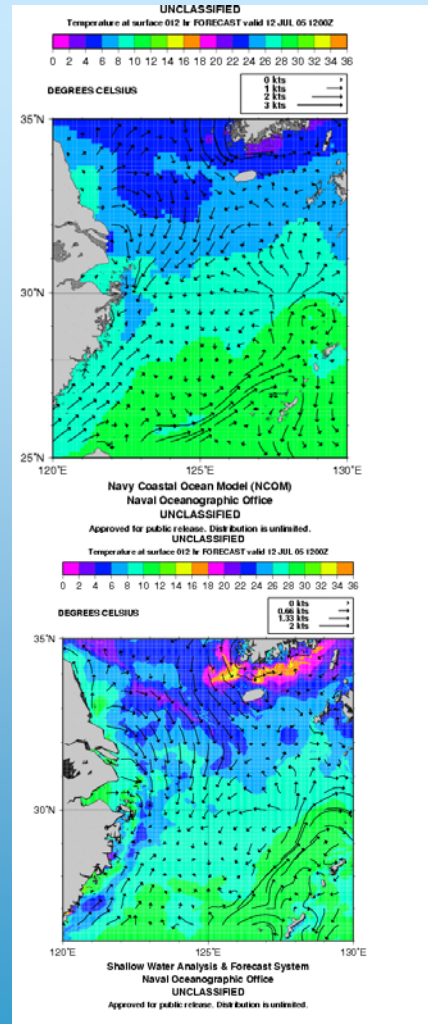 UNCLASSIFIED
Temperature at surface 012 hr FORECAST valid 12 JUL 05 1200Z
0 2 4 6 8 10 12 14 16 18 20 22 24 26 28 30 32 34 36
DEGREES CELSIUS
0 kts
1 kts
2 kts
3 kts
35°N
30°N
25°N
120°E 125°E 130°E
Navy Coastal Ocean Model (NCOM)
Naval Oceanographic Office
UNCLASSIFIED
Approved for public release. Distribution is unlimited.
UNCLASSIFIED
Temperature at surface 012 hr FORECAST valid 12 JUL 05 1200Z
0 2 4 6 8 10 12 14 16 18 20 22 24 26 28 30 32 34 36
DEGREES CELSIUS
0 kts
0.66 kts
1.33 kts
2 kts
35°N
30°N
120°E 125°E 130°E
Shallow Water Analysis & Forecast System
Naval Oceanographic Office
UNCLASSIFIED
Approved for public release. Distribution is unlimited.